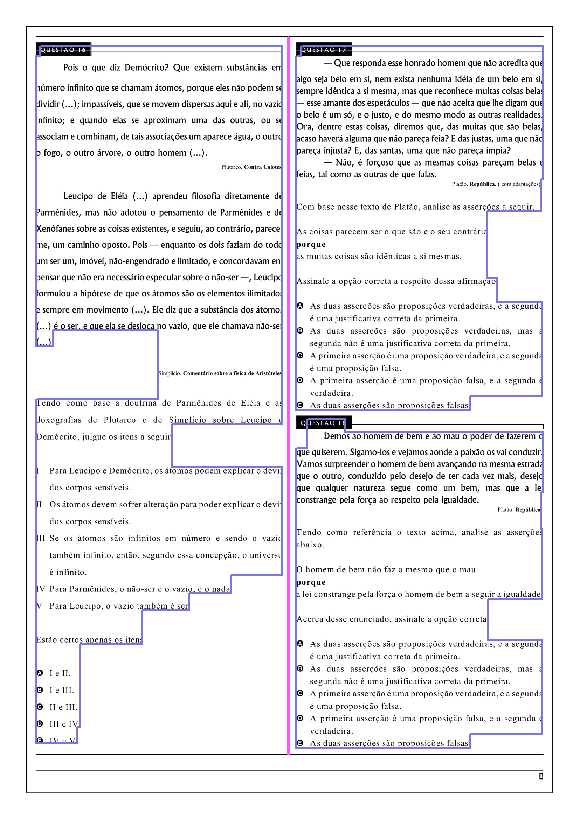 QUESTÃO 16
Pois o que diz Demócrito? Que existem substâncias em
número infinito que se chamam átomos, porque eles não podem se
dividir (...); impassíveis, que se movem dispersas aqui e ali, no vazio
infinito; e quando elas se aproximam uma das outras, ou se
associam e combinam, de tais associações um aparece água, o outro
o fogo, o outro árvore, o outro homem (...).
Plutarco. Contra Colous
Leucipo de Eléia (...) aprendeu filosofia diretamente de
Parmênides, mas não adotou o pensamento de Parmênides e de
Xenófanes sobre as coisas existentes, e seguiu, ao contrário, parece-
me, um caminho oposto. Pois — enquanto os dois faziam do todo
um ser um, imóvel, não-engendrado e limitado, e concordavam em
pensar que não era necessário especular sobre o não-ser —, Leucipo
formulou a hipótese de que os átomos são os elementos ilimitados
e sempre em movimento (...). Ele diz que a substância dos átomos
(...) é o ser, e que ela se desloca no vazio, que ele chamava não-ser
(...).
Simplício. Comentário sobre a física de Aristóteles
Tendo como base a doutrina de Parmênides de Eléia e as
doxografias de Plutarco e de Simplício sobre Leucipo e
Demócrito, julgue os itens a seguir
I Para Leucipo e Demócrito, os átomos podem explicar o devir
dos corpos sensíveis.
II Os átomos devem sofrer alteração para poder explicar o devir
dos corpos sensíveis.
III Se os átomos são infinitos em número e sendo o vazio
também infinito, então, segundo essa concepção, o universo
é infinito.
IV Para Parmênides, o não-ser é o vazio, é o nada
V Para Leucipo, o vazio também é ser
Estão certos apenas os itens
A I e II.
B I e III.
C II e III.
D III e IV
E IV e V
QUESTÃO 17
— Que responda esse honrado homem que não acredita que
algo seja belo em si, nem exista nenhuma idéia de um belo em si,
sempre idêntica a si mesma, mas que reconhece muitas coisas belas
— esse amante dos espetáculos — que não aceita que lhe digam que
o belo é um só, e o justo, e do mesmo modo as outras realidades.
Ora, dentre estas coisas, diremos que, das muitas que são belas,
acaso haverá alguma que não pareça feia? E das justas, uma que não
pareça injusta? E, das santas, uma que não pareça ímpia?
— Não, é forçoso que as mesmas coisas pareçam belas e
feias, tal como as outras de que falas.
Platão. República. (com adaptações)
Com base nesse texto de Platão, analise as asserções a seguir.
As coisas parecem ser o que são e o seu contrário
porque
as muitas coisas não são idênticas a si mesmas.
Assinale a opção correta a respeito dessa afirmação
A As duas asserções são proposições verdadeiras, e a segunda
é uma justificativa correta da primeira.
B As duas asserções são proposições verdadeiras, mas a
segunda não é uma justificativa correta da primeira.
C A primeira asserção é uma proposição verdadeira, e a segunda
é uma proposição falsa.
D A primeira asserção é uma proposição falsa, e a segunda é
verdadeira.
E As duas asserções são proposições falsas
QUESTÃO 18
Demos ao homem de bem e ao mau o poder de fazerem o
que quiserem. Sigamo-los e vejamos aonde a paixão os vai conduzir.
Vamos surpreender o homem de bem avançando na mesma estrada
que o outro, conduzido pelo desejo de ter cada vez mais, desejo
que qualquer natureza segue como um bem, mas que a lei
constrange pela força ao respeito pela igualdade.
Platão. República
Tendo como referência o texto acima, analise as asserções
abaixo.
O homem de bem não faz o mesmo que o mau
porque
a lei constrange pela força o homem de bem a seguir a igualdade
Acerca desse enunciado, assinale a opção correta
A As duas asserções são proposições verdadeiras, e a segunda
é uma justificativa correta da primeira.
B As duas asserções são proposições verdadeiras, mas a
segunda não é uma justificativa correta da primeira.
C A primeira asserção é uma proposição verdadeira, e a segunda
é uma proposição falsa.
D A primeira asserção é uma proposição falsa, e a segunda é
verdadeira.
E As duas asserções são proposições falsas